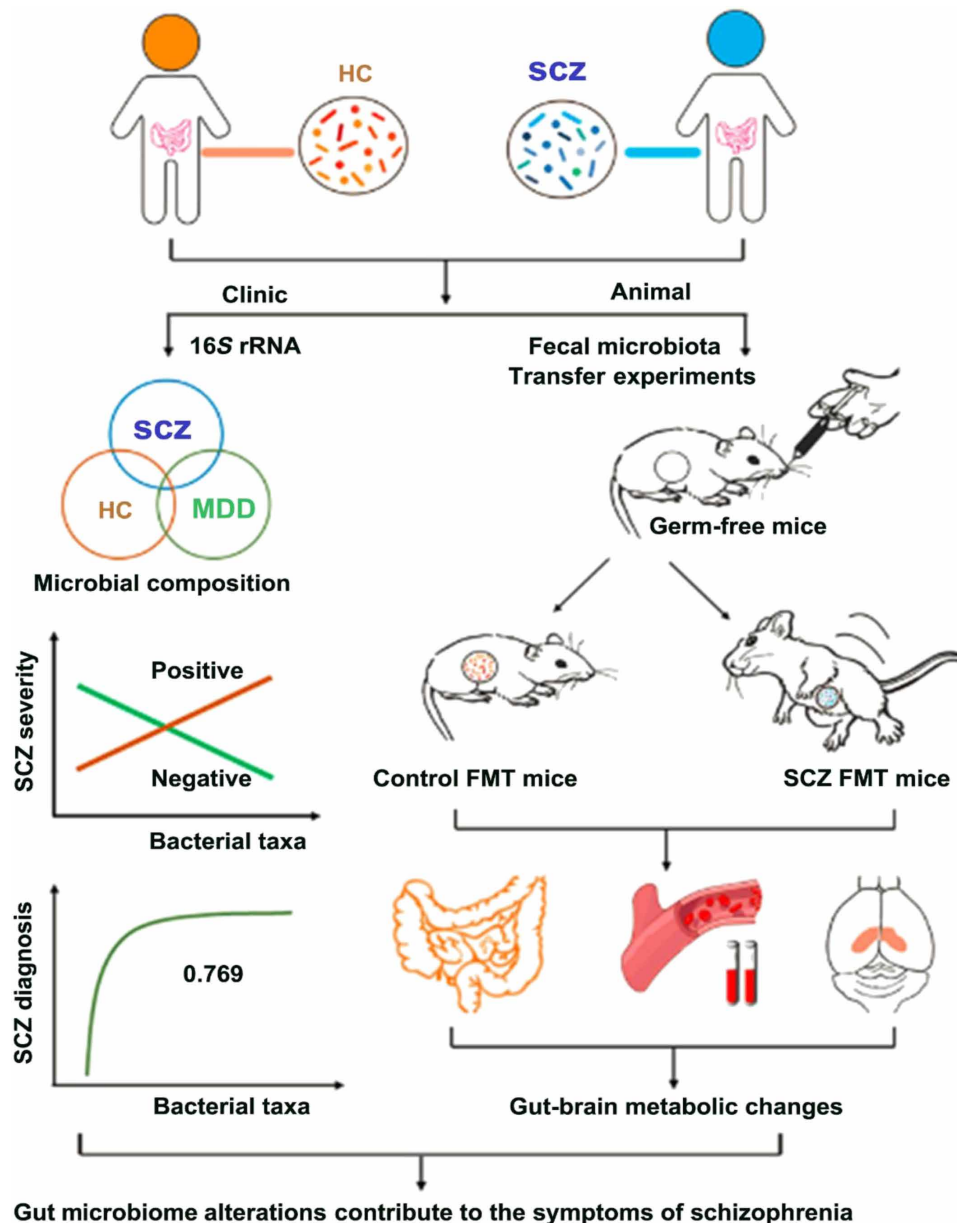 HC
SCZ
Clinic
Animal
16S rRNA
Fecal microbiota
Transfer experiments
SCZ
HC
MDD
Microbial composition
Germ-free mice
SCZ severity
Positive
Negative
Bacterial taxa
Control FMT mice
SCZ FMT mice
SCZ diagnosis
0.769
Bacterial taxa
Gut-brain metabolic changes
Gut microbiome alterations contribute to the symptoms of schizophrenia